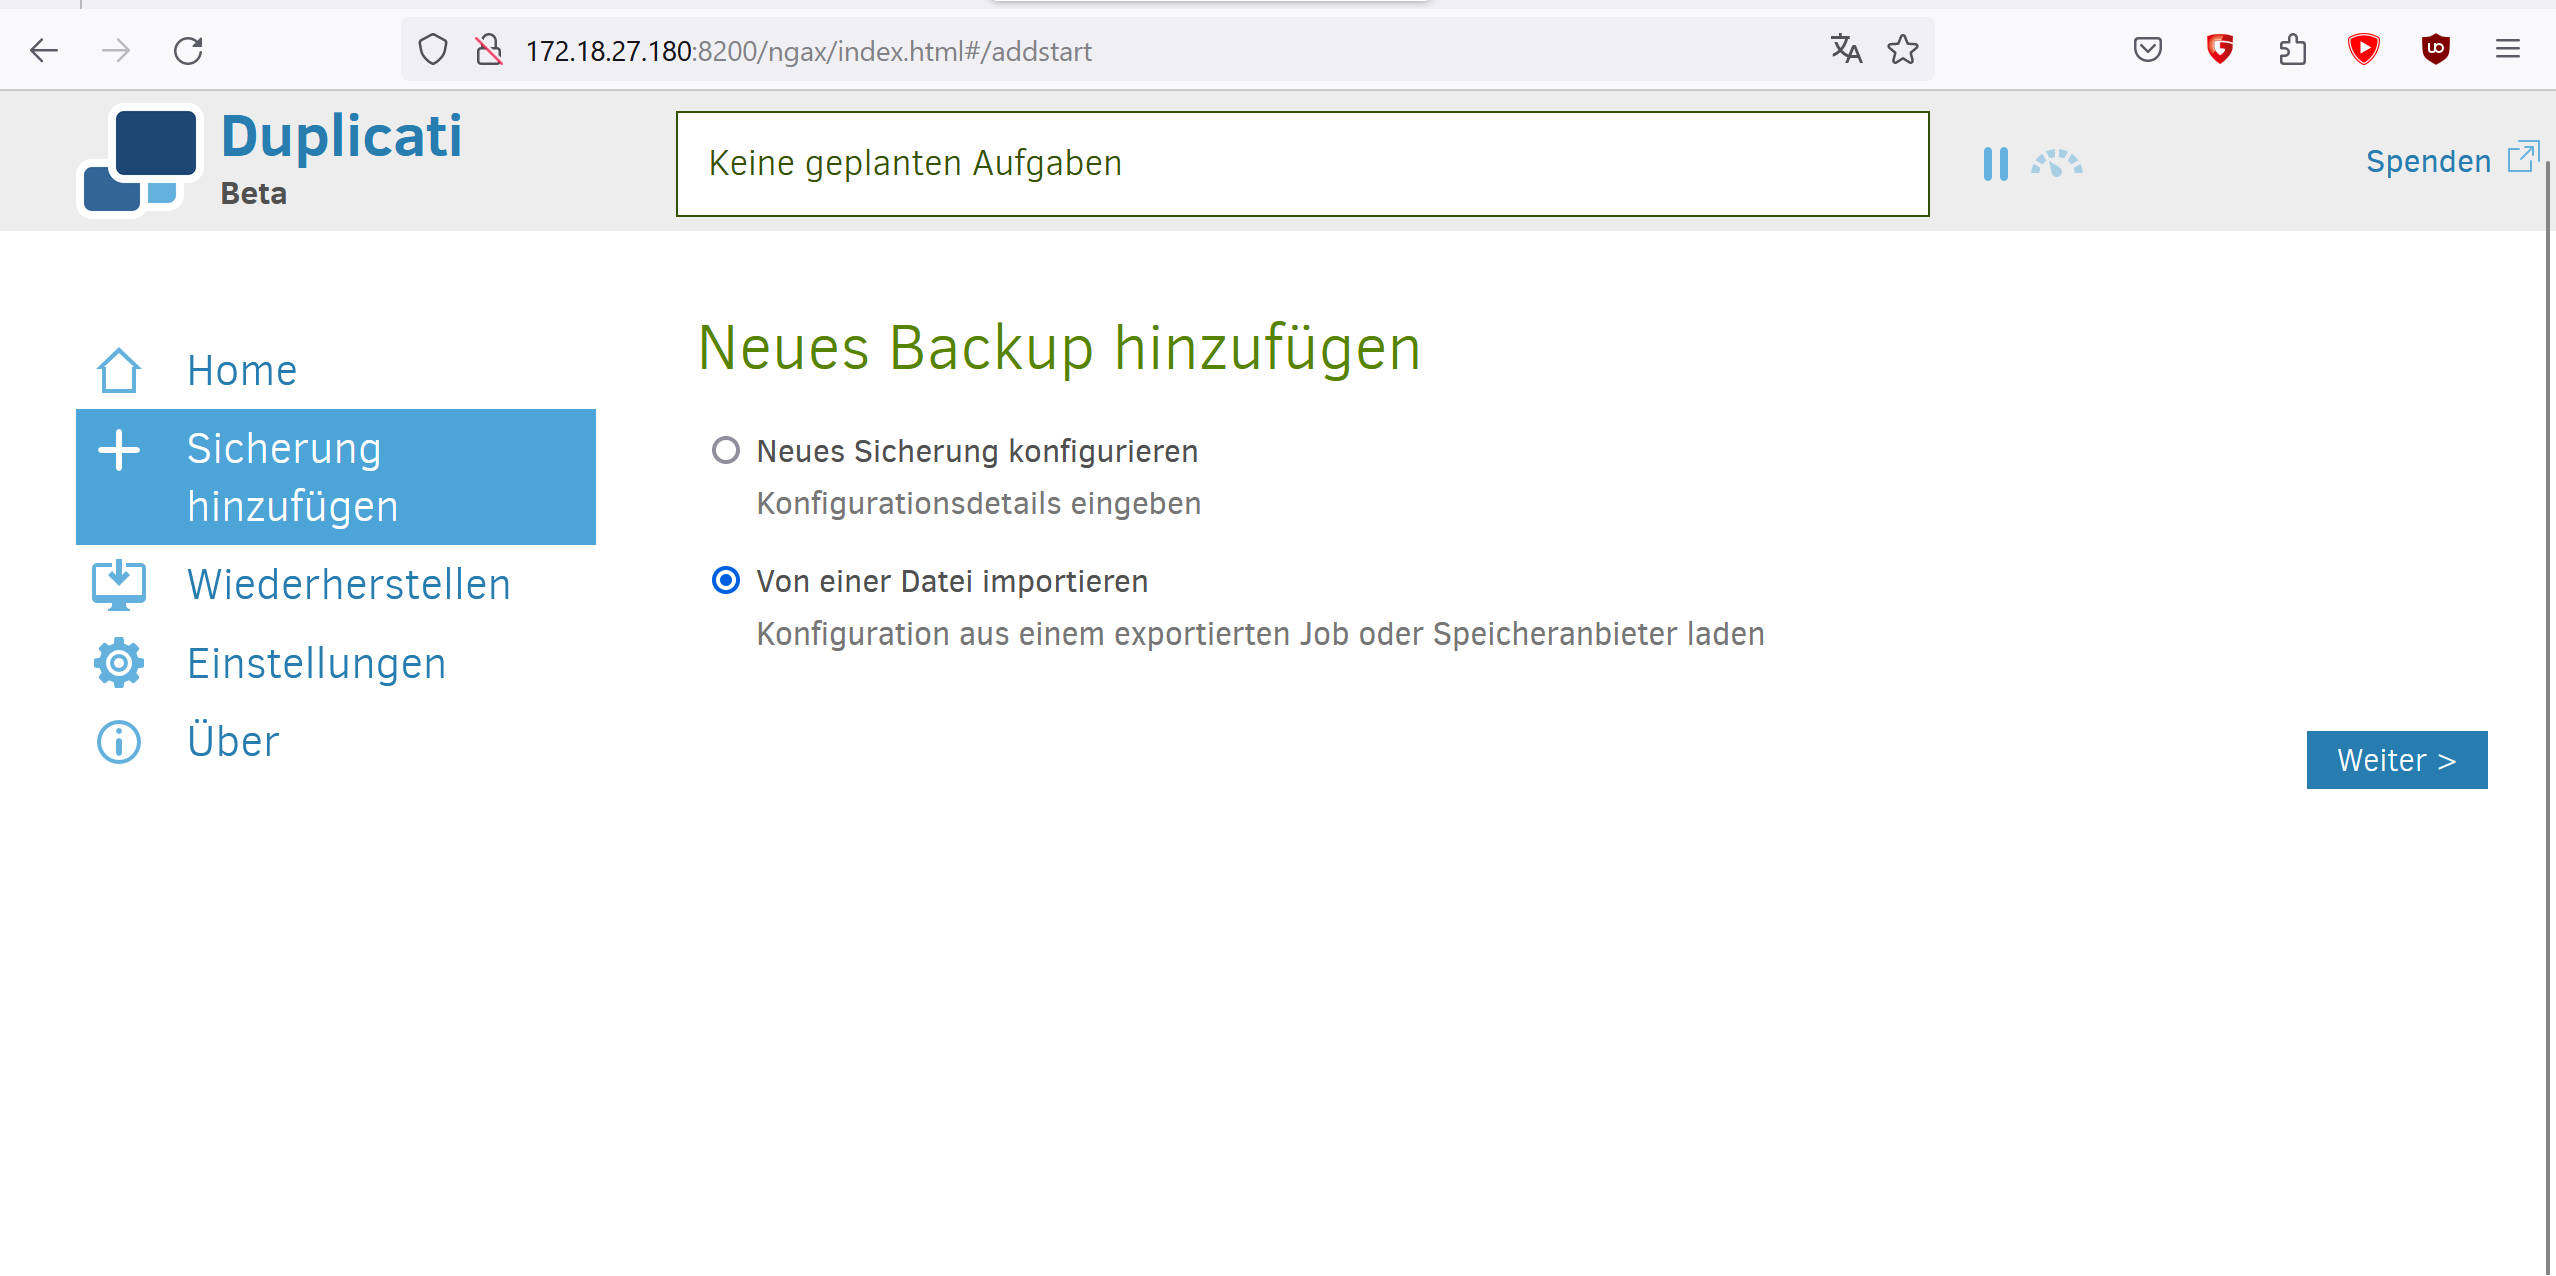 172.18.27.180:8200/ngax/index.html#/addstart
Duplicati
Beta
Keine geplanten Aufgaben
Spenden
Home
Sicherung
hinzufügen
Wiederherstellen
Einstellungen
Über
Neues Backup hinzufügen
Neues Sicherung konfigurieren
Konfigurationsdetails eingeben
Von einer Datei importieren
Konfiguration aus einem exportierten Job oder Speicheranbieter laden
Weiter >